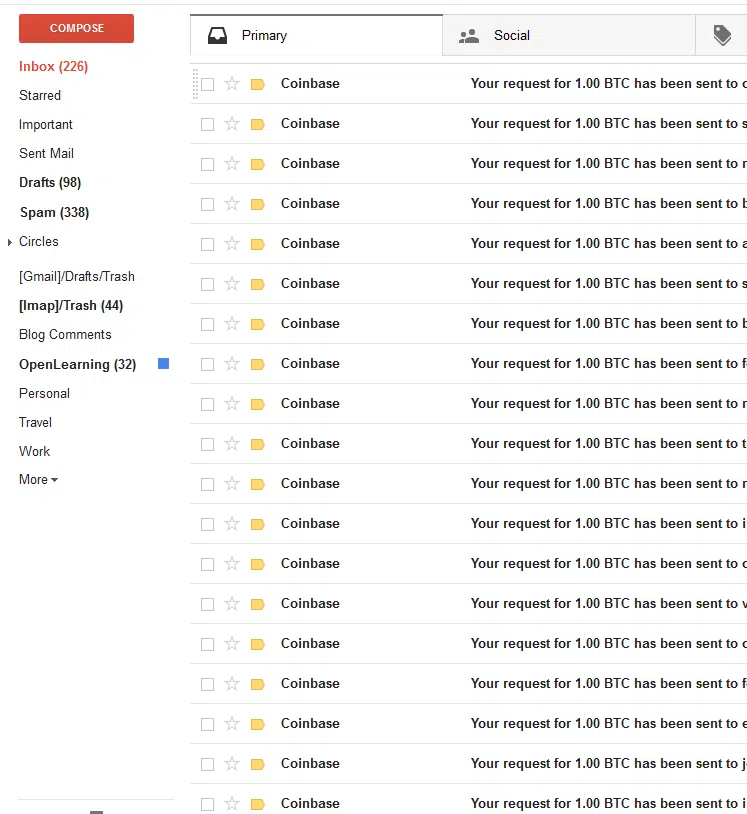 COMPOSE
Inbox (226)
Starred
Important
Sent Mail
Drafts (98)
Spam (338)
Circles
[Gmail]/Drafts/Trash
[Imap]/Trash (44)
Blog Comments
OpenLearning (32)
Personal
Travel
Work
More
Primary
Social
Coinbase Your request for 1.00 BTC has been sent to c
Coinbase Your request for 1.00 BTC has been sent to s
Coinbase Your request for 1.00 BTC has been sent to r
Coinbase Your request for 1.00 BTC has been sent to b
Coinbase Your request for 1.00 BTC has been sent to a
Coinbase Your request for 1.00 BTC has been sent to s
Coinbase Your request for 1.00 BTC has been sent to b
Coinbase Your request for 1.00 BTC has been sent to f
Coinbase Your request for 1.00 BTC has been sent to r
Coinbase Your request for 1.00 BTC has been sent to t
Coinbase Your request for 1.00 BTC has been sent to r
Coinbase Your request for 1.00 BTC has been sent to i
Coinbase Your request for 1.00 BTC has been sent to c
Coinbase Your request for 1.00 BTC has been sent to v
Coinbase Your request for 1.00 BTC has been sent to c
Coinbase Your request for 1.00 BTC has been sent to f
Coinbase Your request for 1.00 BTC has been sent to e
Coinbase Your request for 1.00 BTC has been sent to j
Coinbase Your request for 1.00 BTC has been sent to i